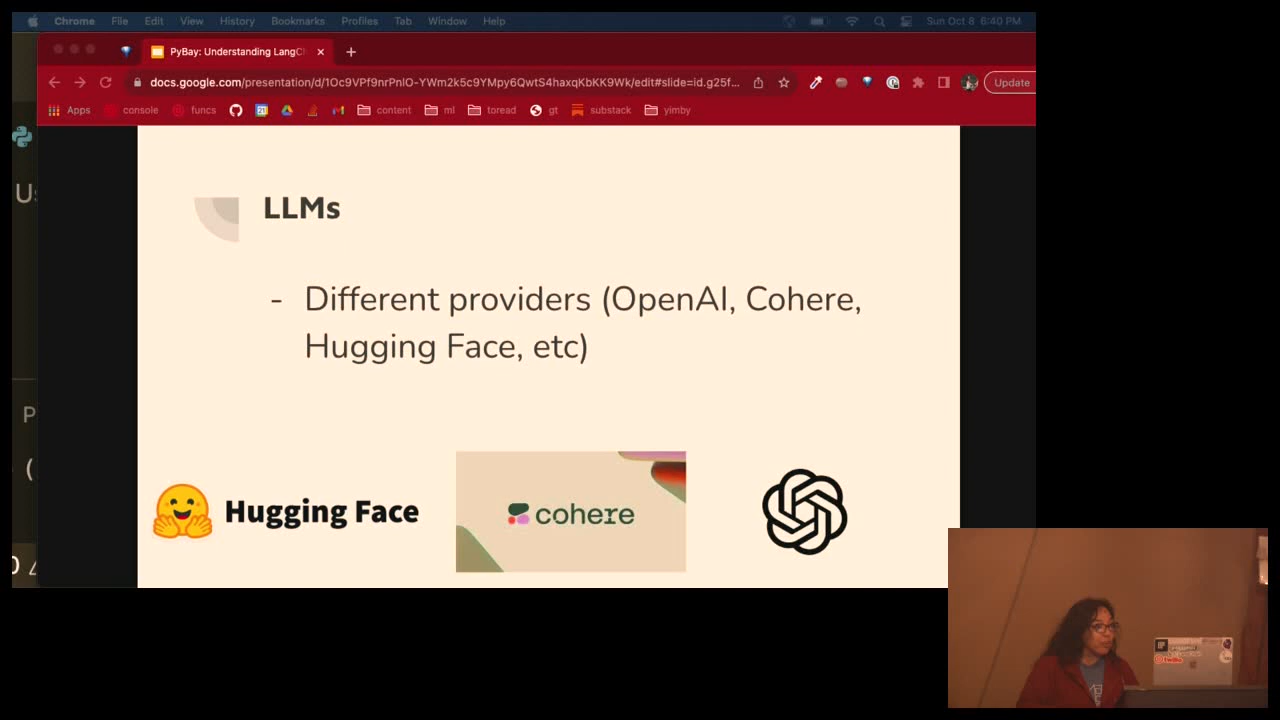 Chrome File Edit View History Bookmarks Profiles Tab Window Help Sun Oct 8 6:40 PM
PyBay: Understanding LangC
docs.google.com/presentation/d/1Oc9VPf9nrPnlO-YWm2k5c9YMpy6QwtS4haxqKbKK9Wk/edit#slide=id.g25f... Update
Apps console funcs content ml toread gt substack yimby
LLMs
- Different providers (OpenAI, Cohere,
Hugging Face, etc)
Hugging Face
cohere